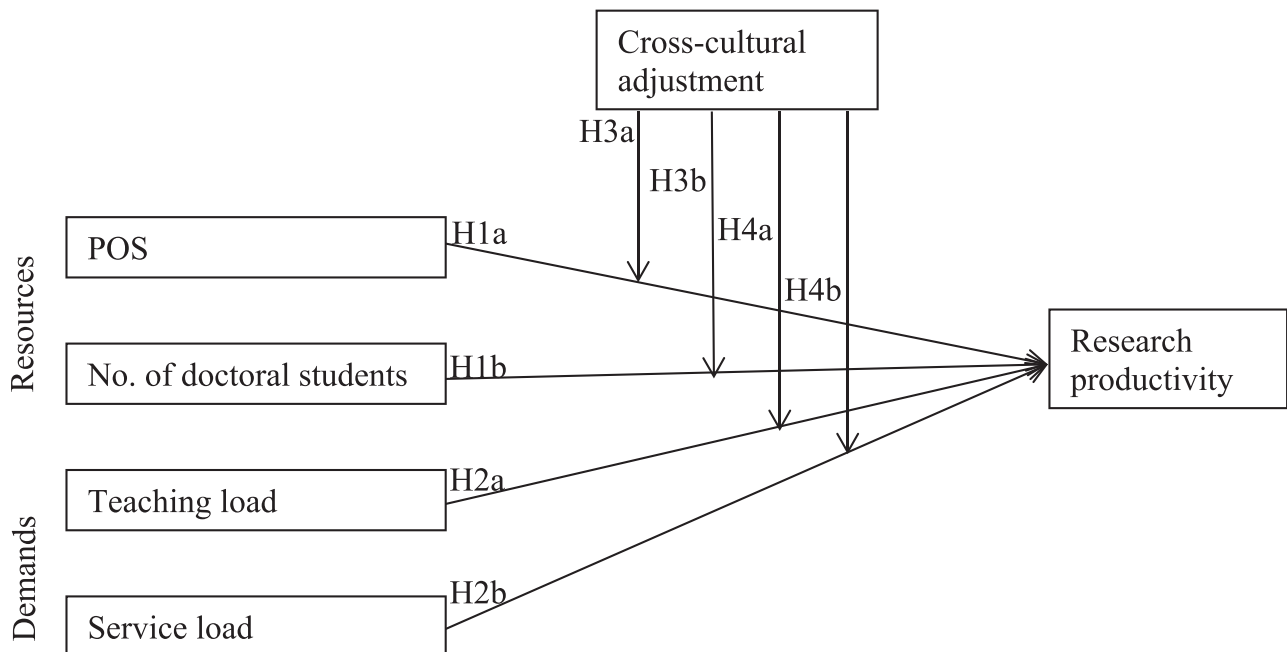 Cross-cultural
adjustment
H3a
H3b
H4a
H4b
Resources
POS
H1a
No. of doctoral students
H1b
Research
productivity
Demands
Teaching load
H2a
Service load
H2b